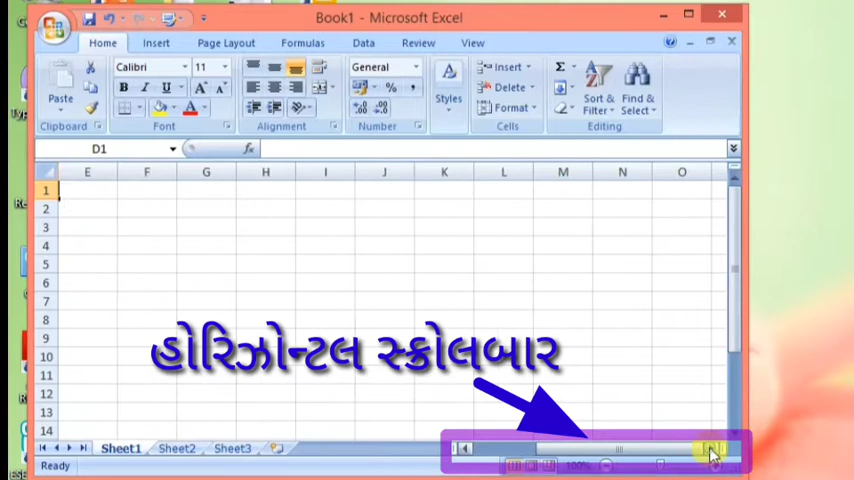 Book1 - Microsoft Excel
Home Insert Page Layout Formulas Data Review View
Calibri 11 General Insert
Paste B I U % , Styles Delete Sort & Find &
Format Filter Select
Clipboard Font Alignment Number Cells Editing
D1 fx
E F G H I J K L M N O
1
2
3
4
5
6
7
8
હોરિઝોન્ટલ સ્ક્રોલબાર
9
10
11
12
13
14
Sheet1 Sheet2 Sheet3
Ready 100%